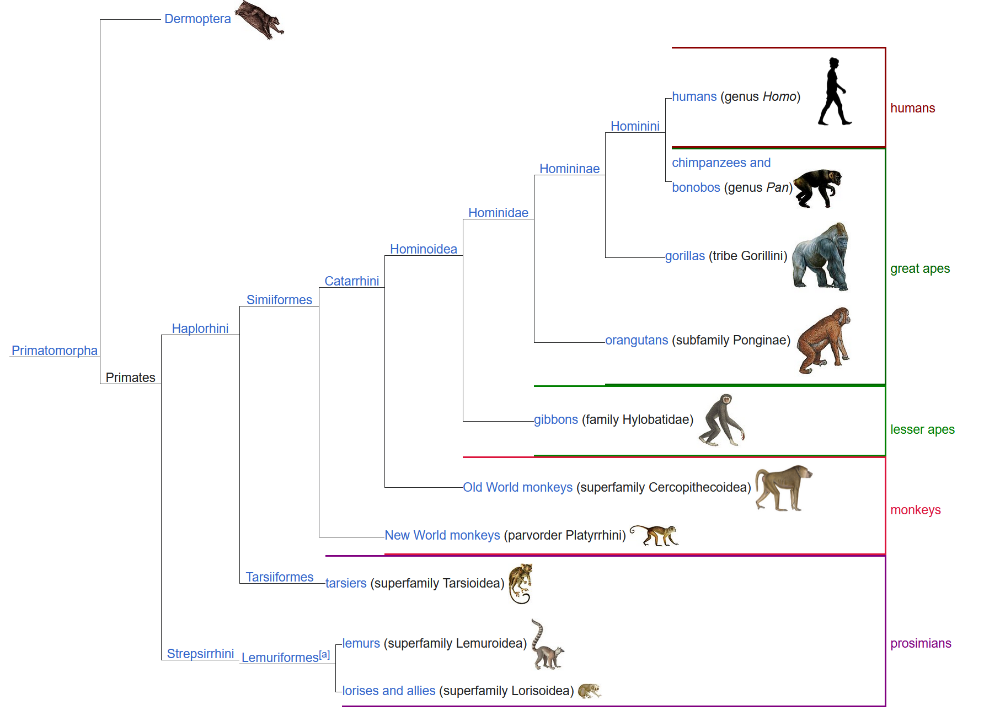 Dermoptera
humans (genus Homo)
humans
Hominini
chimpanzees and
bonobos (genus Pan)
Homininae
Hominidae
gorillas (tribe Gorillini)
great apes
Hominoidea
Catarrhini
Simiiformes
Haplorhini
orangutans (subfamily Ponginae)
Primatomorpha
Primates
gibbons (family Hylobatidae)
lesser apes
Old World monkeys (superfamily Cercopithecoidea)
monkeys
New World monkeys (parvorder Platyrrhini)
Tarsiiformes
tarsiers (superfamily Tarsioidea)
Strepsirrhini
Lemuriformes[a]
lemurs (superfamily Lemuroidea)
prosimians
lorises and allies (superfamily Lorisoidea)